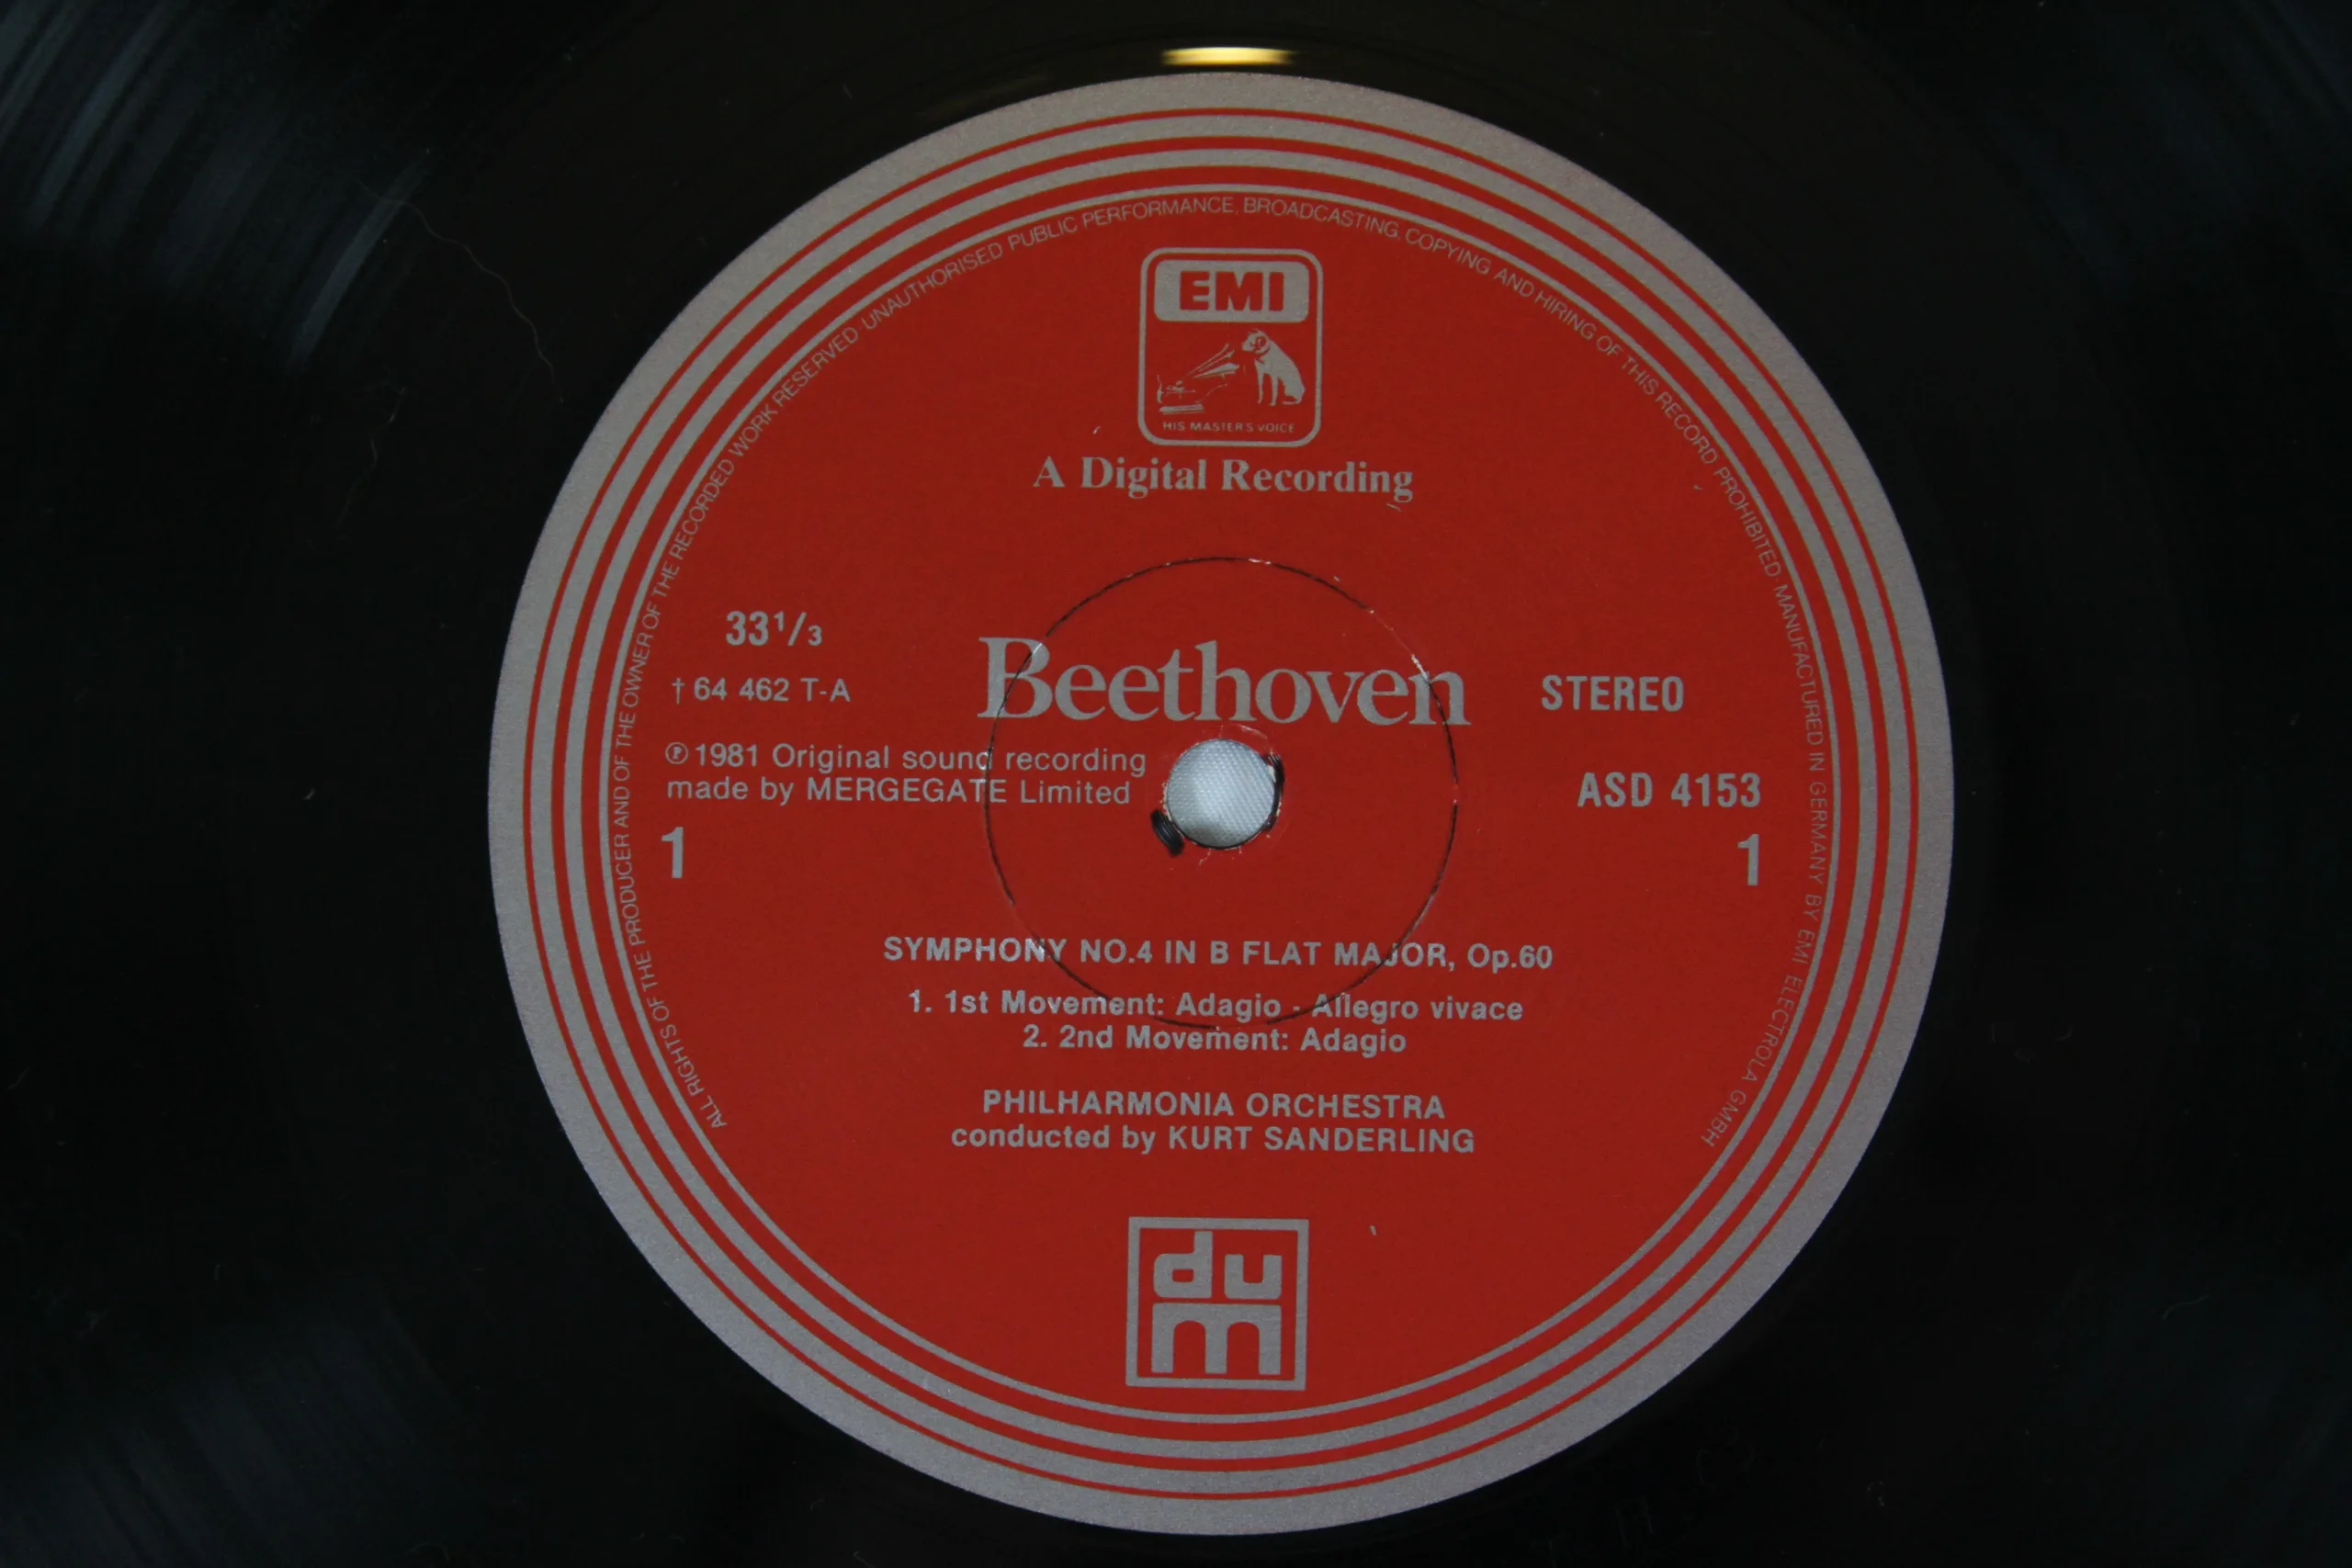 ALL RIGHTS OF THE PRODUCER AND OF THE OWNER OF THE RECORDED WORK RESERVED · UNAUTHORISED PUBLIC PERFORMANCE, BROADCASTING, COPYING AND HIRING OF THIS RECORD PROHIBITED · MANUFACTURED IN GERMANY BY EMI ELECTROLA GMBH
EMI
HIS MASTER'S VOICE
A Digital Recording
33¹/₃
Beethoven
† 64 462 T-A
STEREO
℗ 1981 Original sound recording
made by MERGEGATE Limited
ASD 4153
1
1
SYMPHONY NO.4 IN B FLAT MAJOR, Op.60
1. 1st Movement: Adagio - Allegro vivace
2. 2nd Movement: Adagio
PHILHARMONIA ORCHESTRA
conducted by KURT SANDERLING
du
m